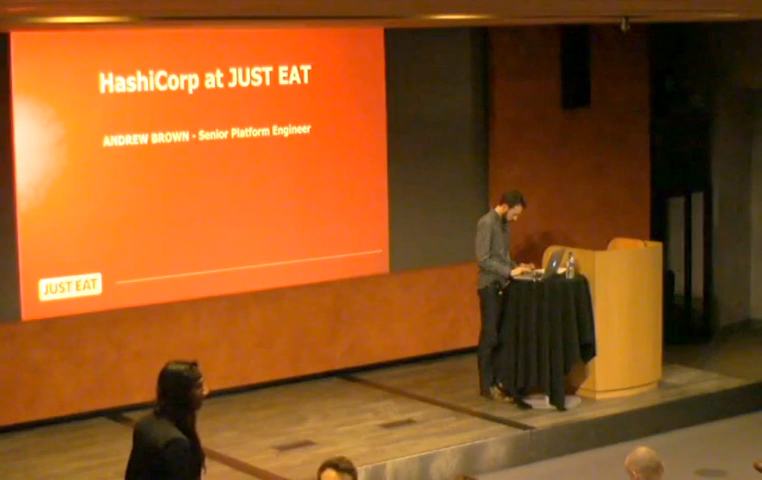 HashiCorp at JUST EAT
ANDREW BROWN - Senior Platform Engineer
JUST EAT